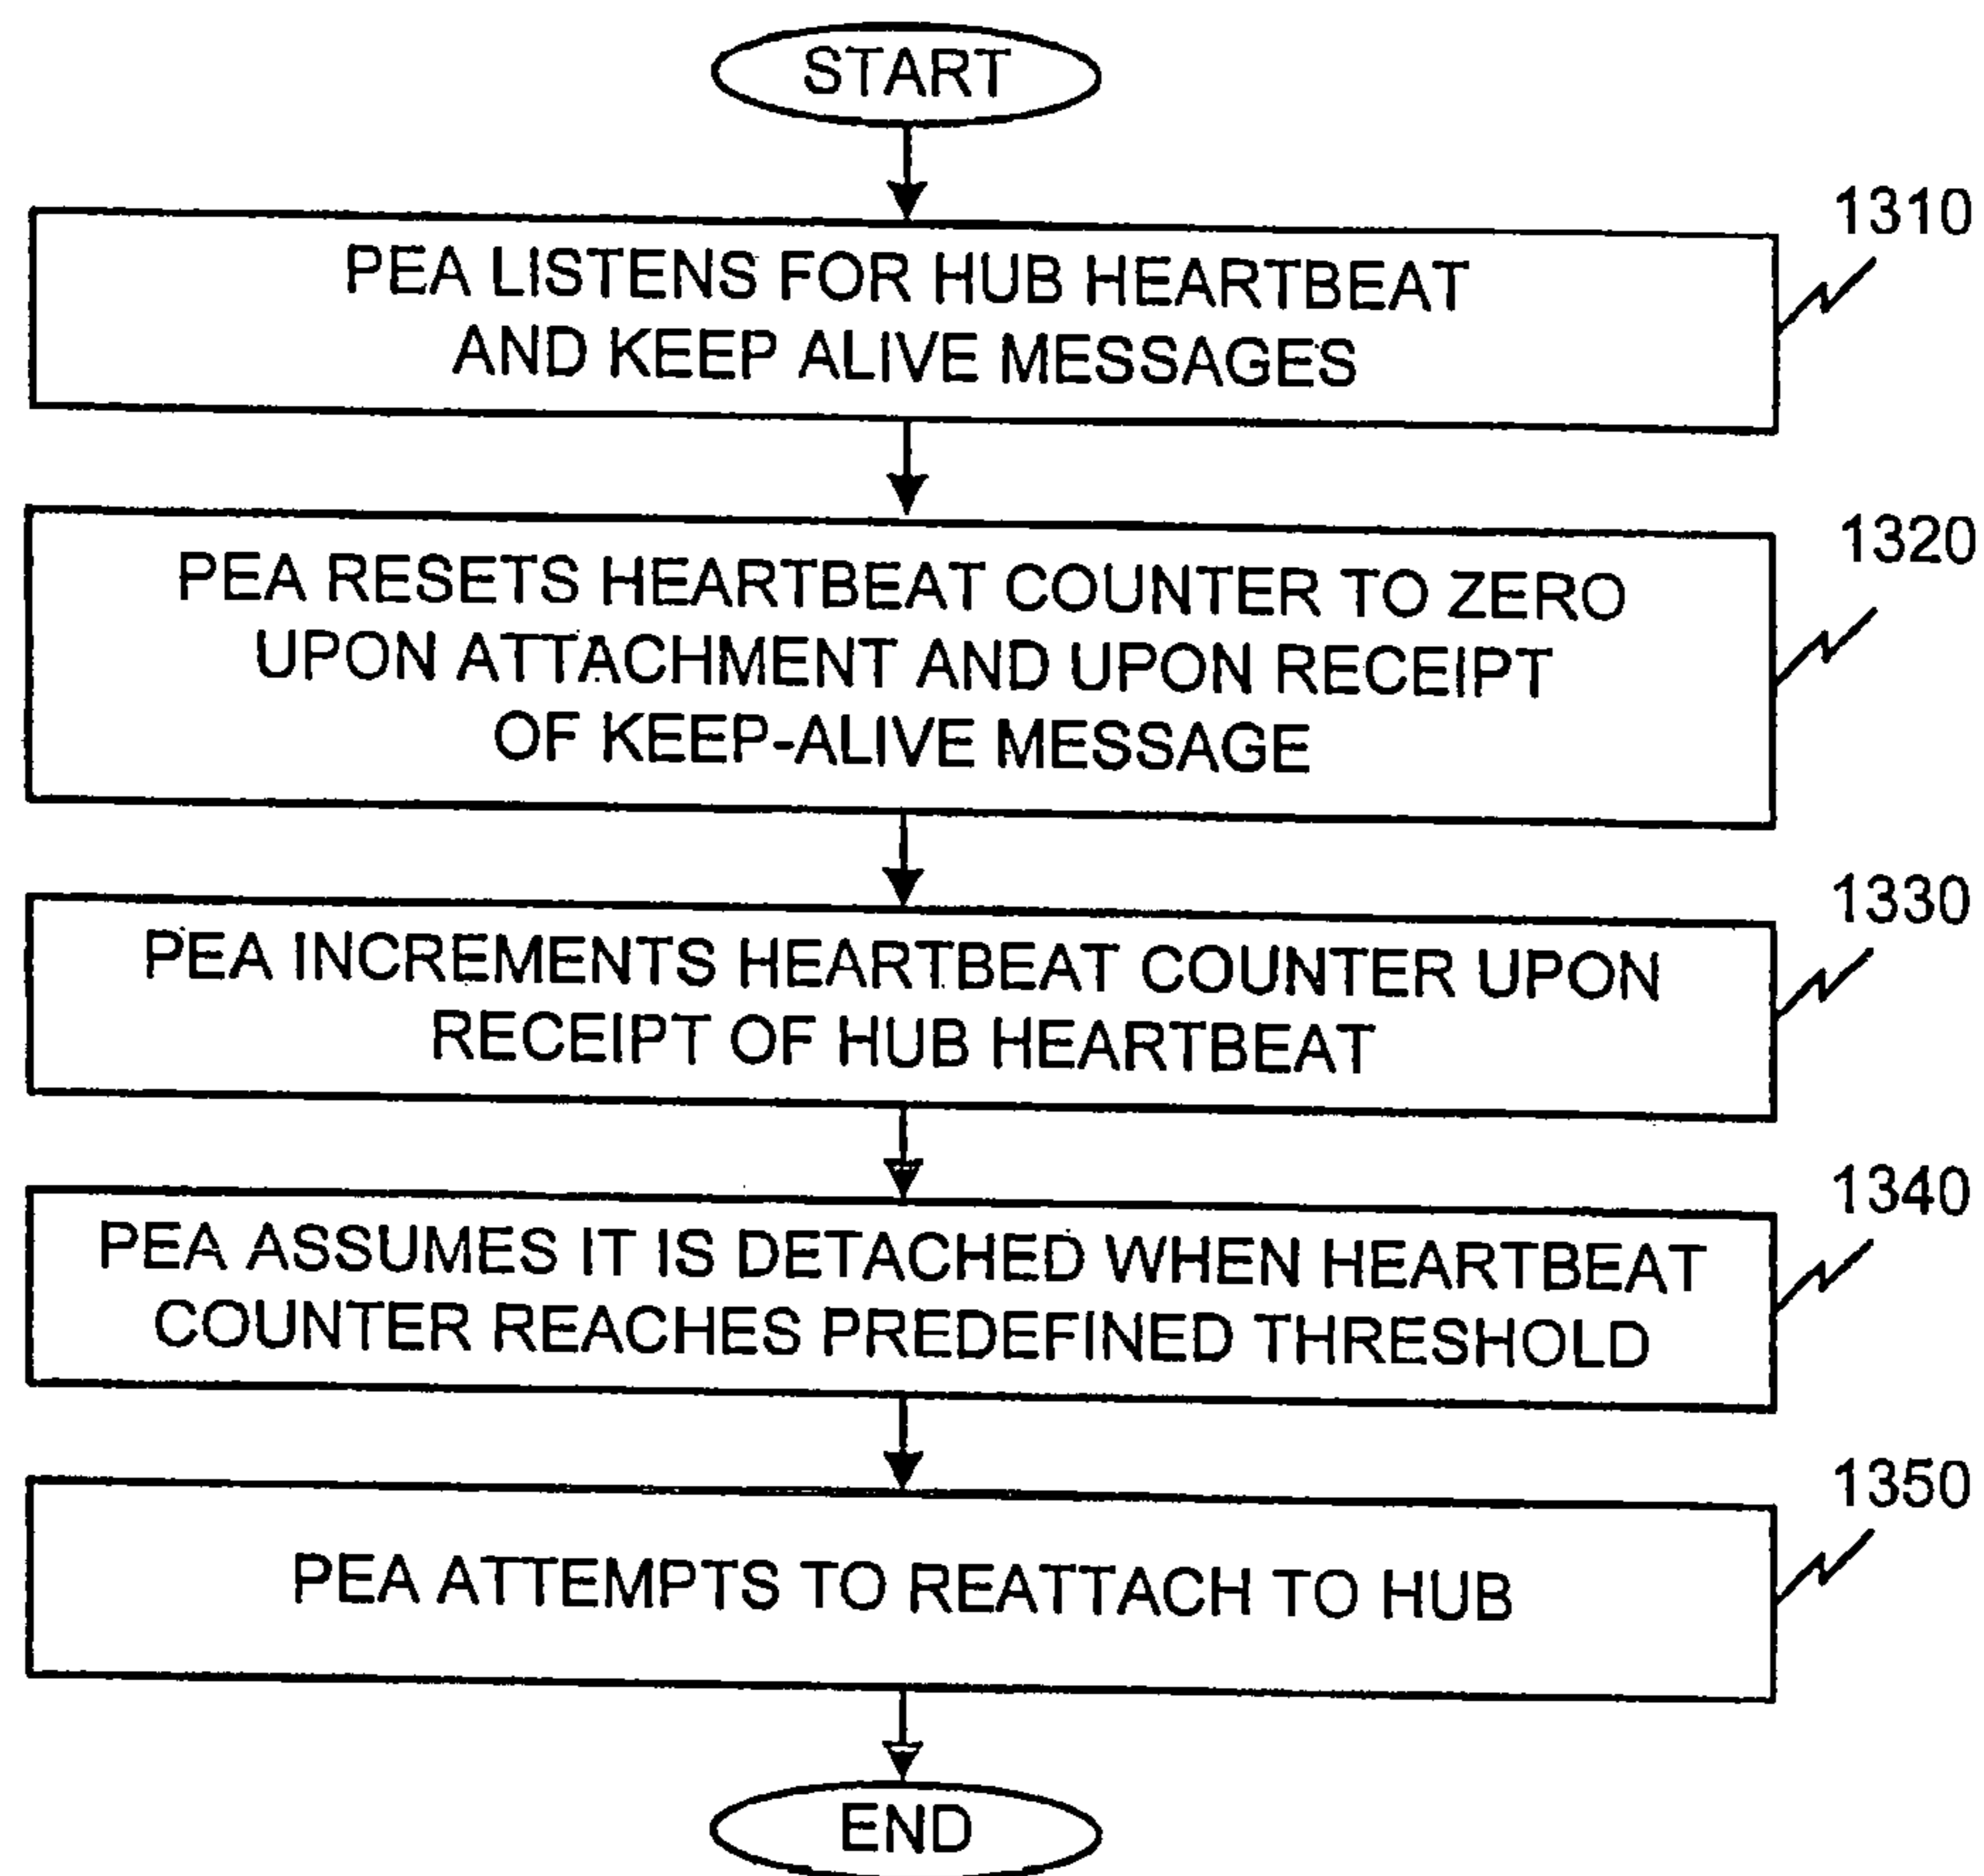 START
1310
PEA LISTENS FOR HUB HEARTBEAT
AND KEEP ALIVE MESSAGES
1320
PEA RESETS HEARTBEAT COUNTER TO ZERO
UPON ATTACHMENT AND UPON RECEIPT
OF KEEP-ALIVE MESSAGE
1330
PEA INCREMENTS HEARTBEAT COUNTER UPON
RECEIPT OF HUB HEARTBEAT
1340
PEA ASSUMES IT IS DETACHED WHEN HEARTBEAT
COUNTER REACHES PREDEFINED THRESHOLD
1350
PEA ATTEMPTS TO REATTACH TO HUB
END